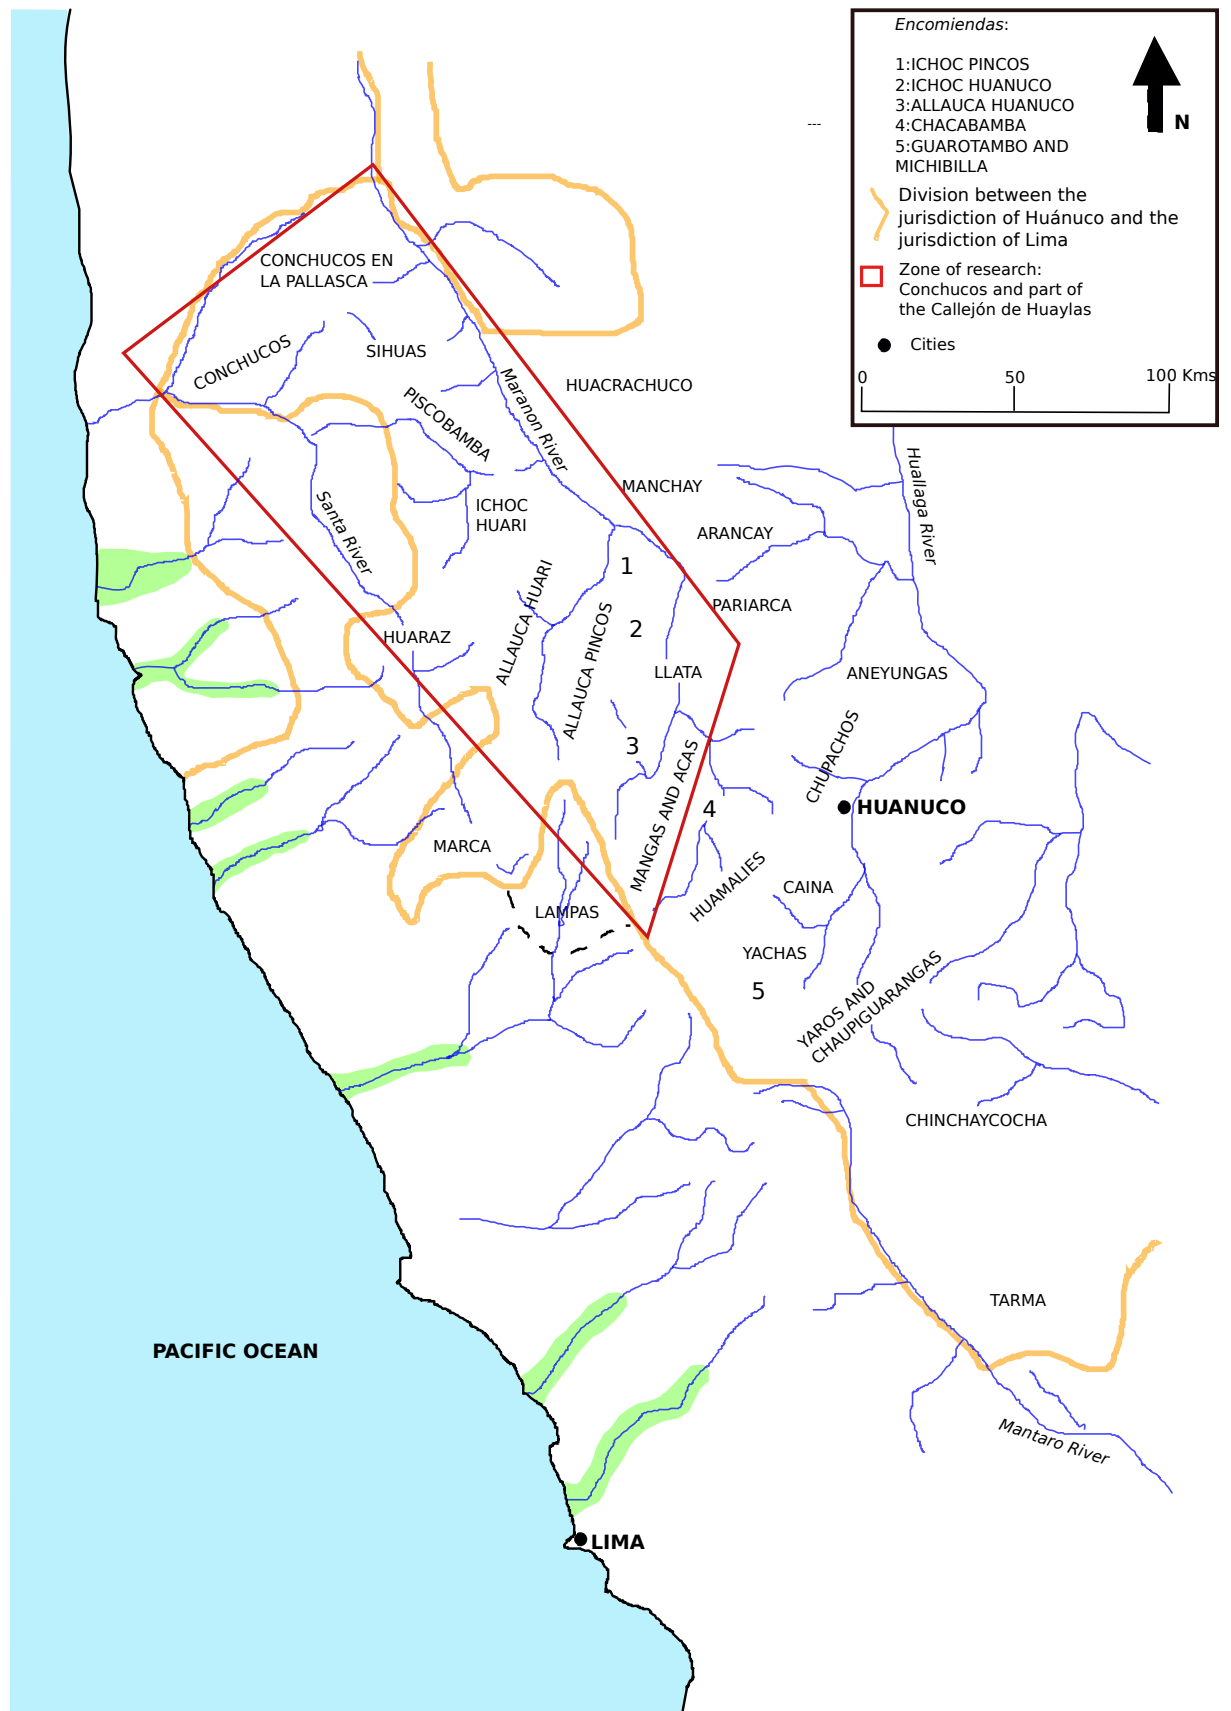 Encomiendas:
1:ICHOC PINCOS
2:ICHOC HUANUCO
3:ALLAUCA HUANUCO
4:CHACABAMBA
5:GUAROTAMBO AND
MICHIBILLA
N
Division between the
jurisdiction of Huánuco and the
jurisdiction of Lima
Zone of research:
Conchucos and part of
the Callejón de Huaylas
Cities
0 50 100 Kms
---
CONCHUCOS EN
LA PALLASCA
CONCHUCOS
SIHUAS
HUACRACHUCO
PISCOBAMBA
Maranon River
MANCHAY
Huallaga River
ICHOC
HUARI
Santa River
ARANCAY
1
ALLAUCA HUARI
PARIARCA
2
HUARAZ
ALLAUCA PINCOS
LLATA
ANEYUNGAS
3
CHUPACHOS
MANGAS AND ACAS
4
HUANUCO
MARCA
HUAMALIES
CAINA
LAMPAS
YACHAS
5
YAROS AND
CHAUPIGUARANGAS
CHINCHAYCOCHA
TARMA
PACIFIC OCEAN
Mantaro River
LIMA